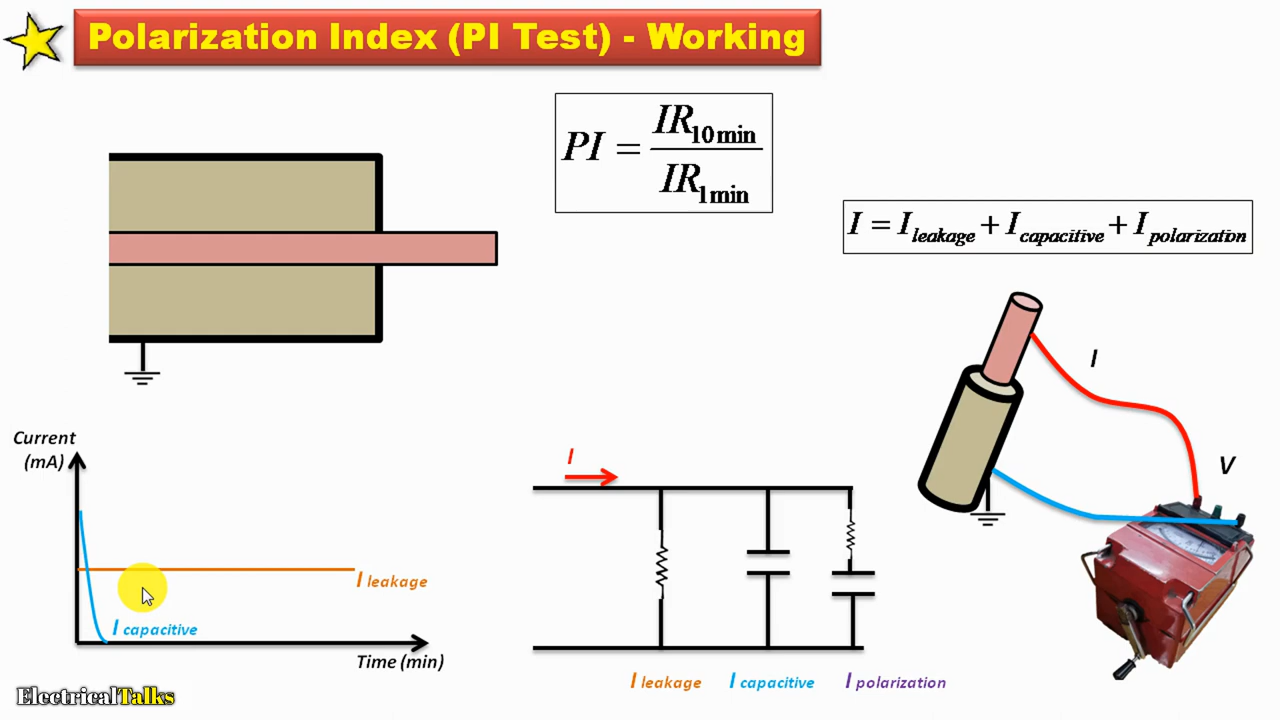 Polarization Index (PI Test) - Working
PI = IR10min / IR1min
I = Ileakage + Icapacitive + Ipolarization
I
V
Current
(mA)
I leakage
I capacitive
Time (min)
I
I leakage
I capacitive
I polarization
ElectricalTalks